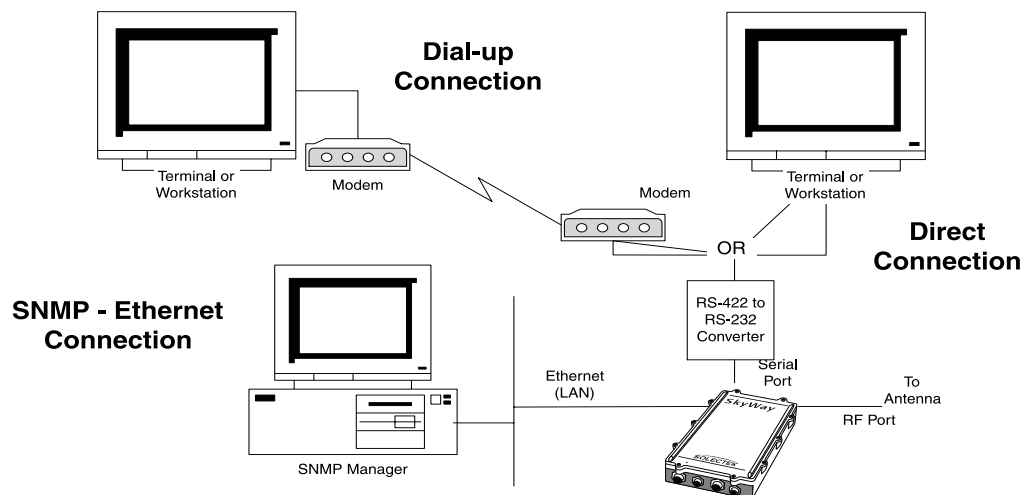 Dial-up
Connection
Terminal or
Workstation
Modem
Modem
Terminal or
Workstation
OR
Direct
Connection
SNMP - Ethernet
Connection
RS-422 to
RS-232
Converter
Serial
Port
Ethernet
(LAN)
To
Antenna
RF Port
SkyWay
SOLECTEK
SNMP Manager